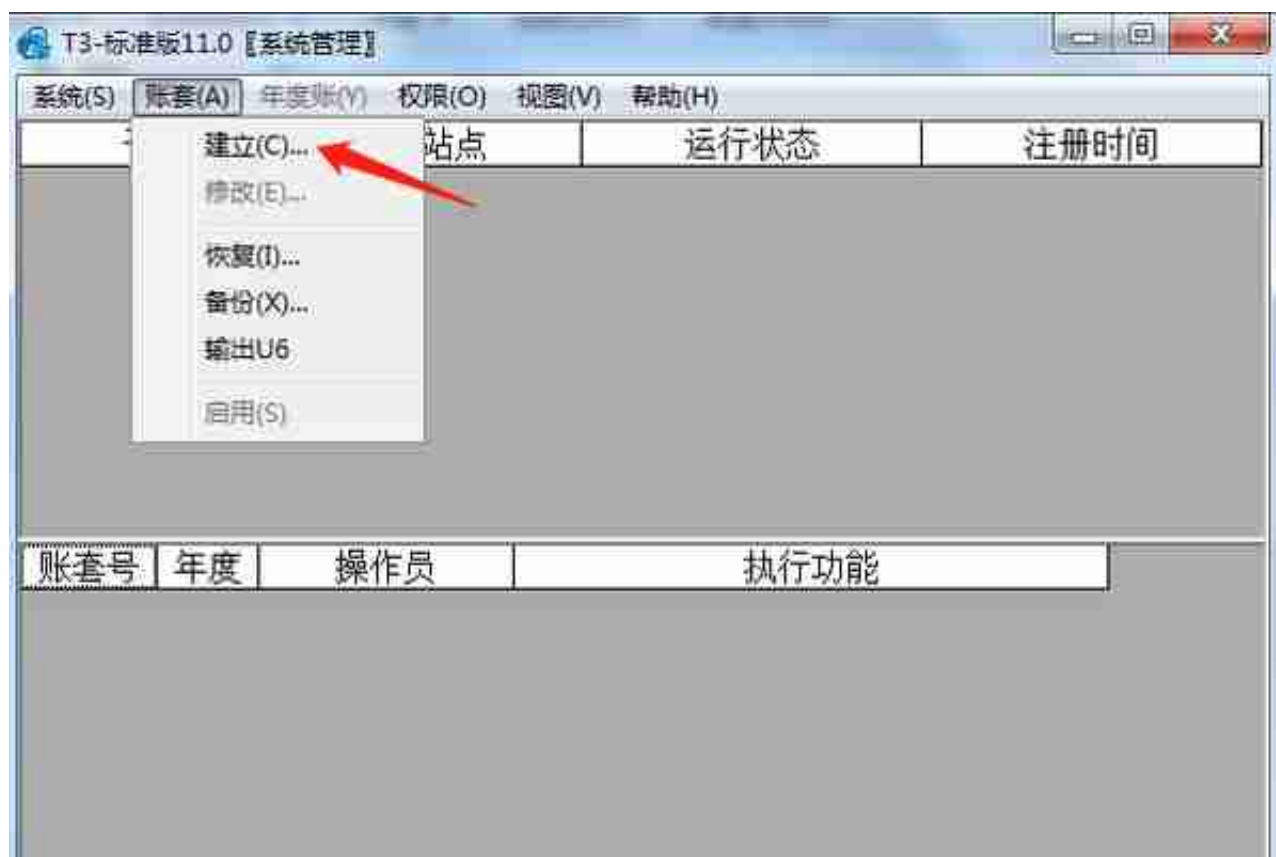 T3-标准版11.0〖系统管理〗
系统(S) 账套(A) 年度账(Y) 权限(O) 视图(V) 帮助(H)
站点 运行状态 注册时间
建立(C)...
修改(E)...
恢复(I)...
备份(X)...
输出U6
启用(S)
账套号 年度 操作员 执行功能